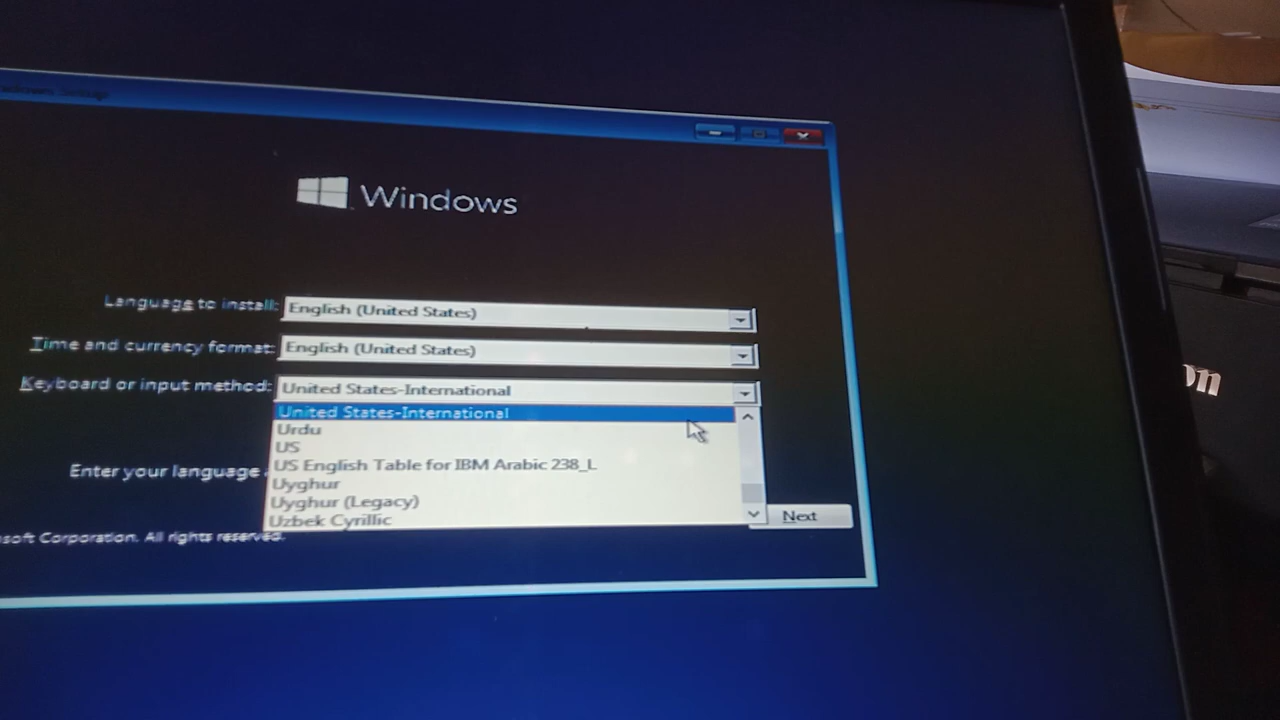 Windows
Language to install: English (United States)
Time and currency format: English (United States)
Keyboard or input method: United States-International
United States-International
Urdu
US
US English Table for IBM Arabic 238_L
Uyghur
Uyghur (Legacy)
Uzbek Cyrillic
Enter your language
Next
Corporation. All rights reserved.